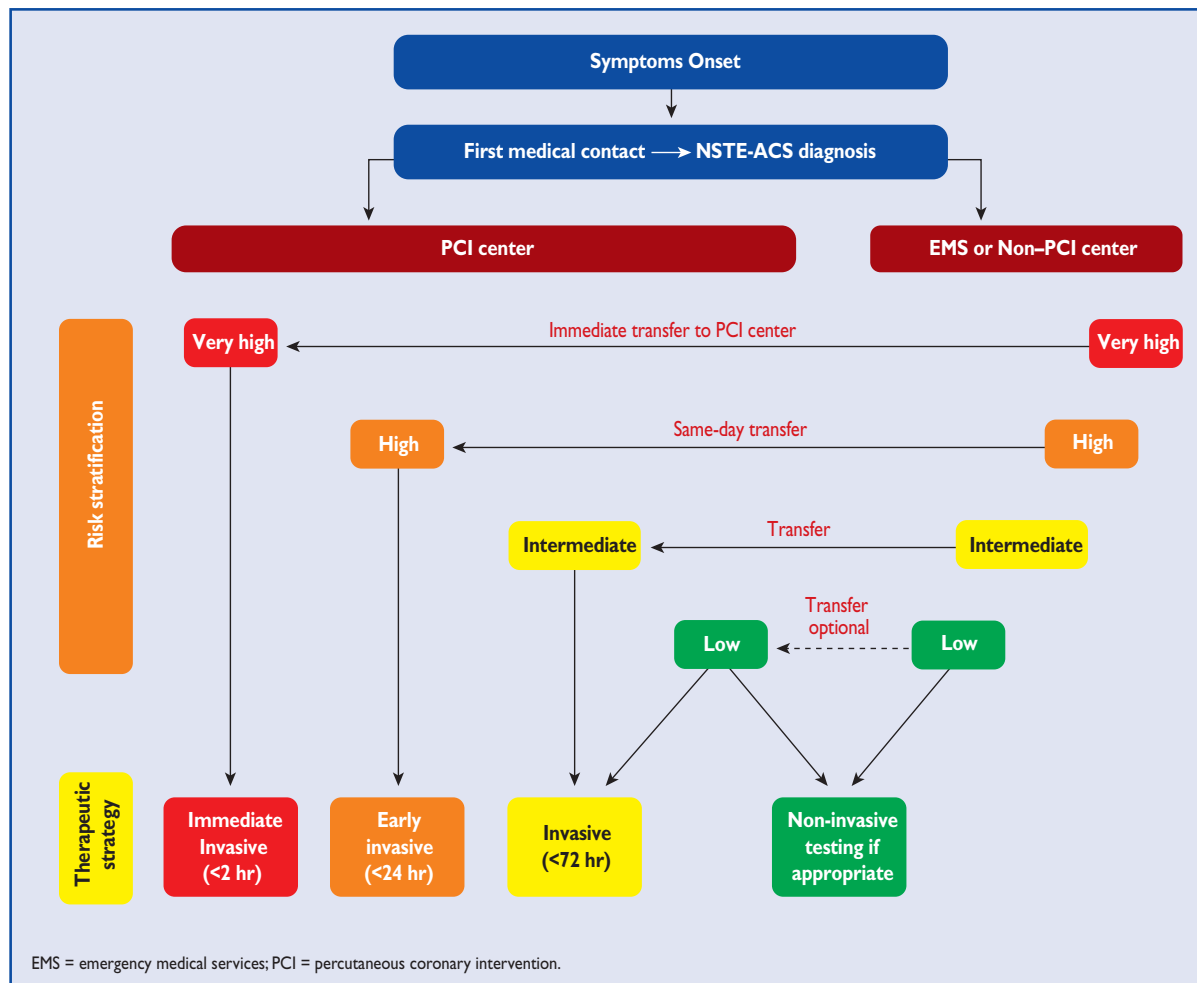 Symptoms Onset
First medical contact → NSTE-ACS diagnosis
PCI center
EMS or Non–PCI center
Risk stratification
Very high
Immediate transfer to PCI center
Very high
High
Same-day transfer
High
Intermediate
Transfer
Intermediate
Low
Transfer
optional
Low
Therapeutic
strategy
Immediate
Invasive
(<2 hr)
Early
invasive
(<24 hr)
Invasive
(<72 hr)
Non-invasive
testing if
appropriate
EMS = emergency medical services; PCI = percutaneous coronary intervention.